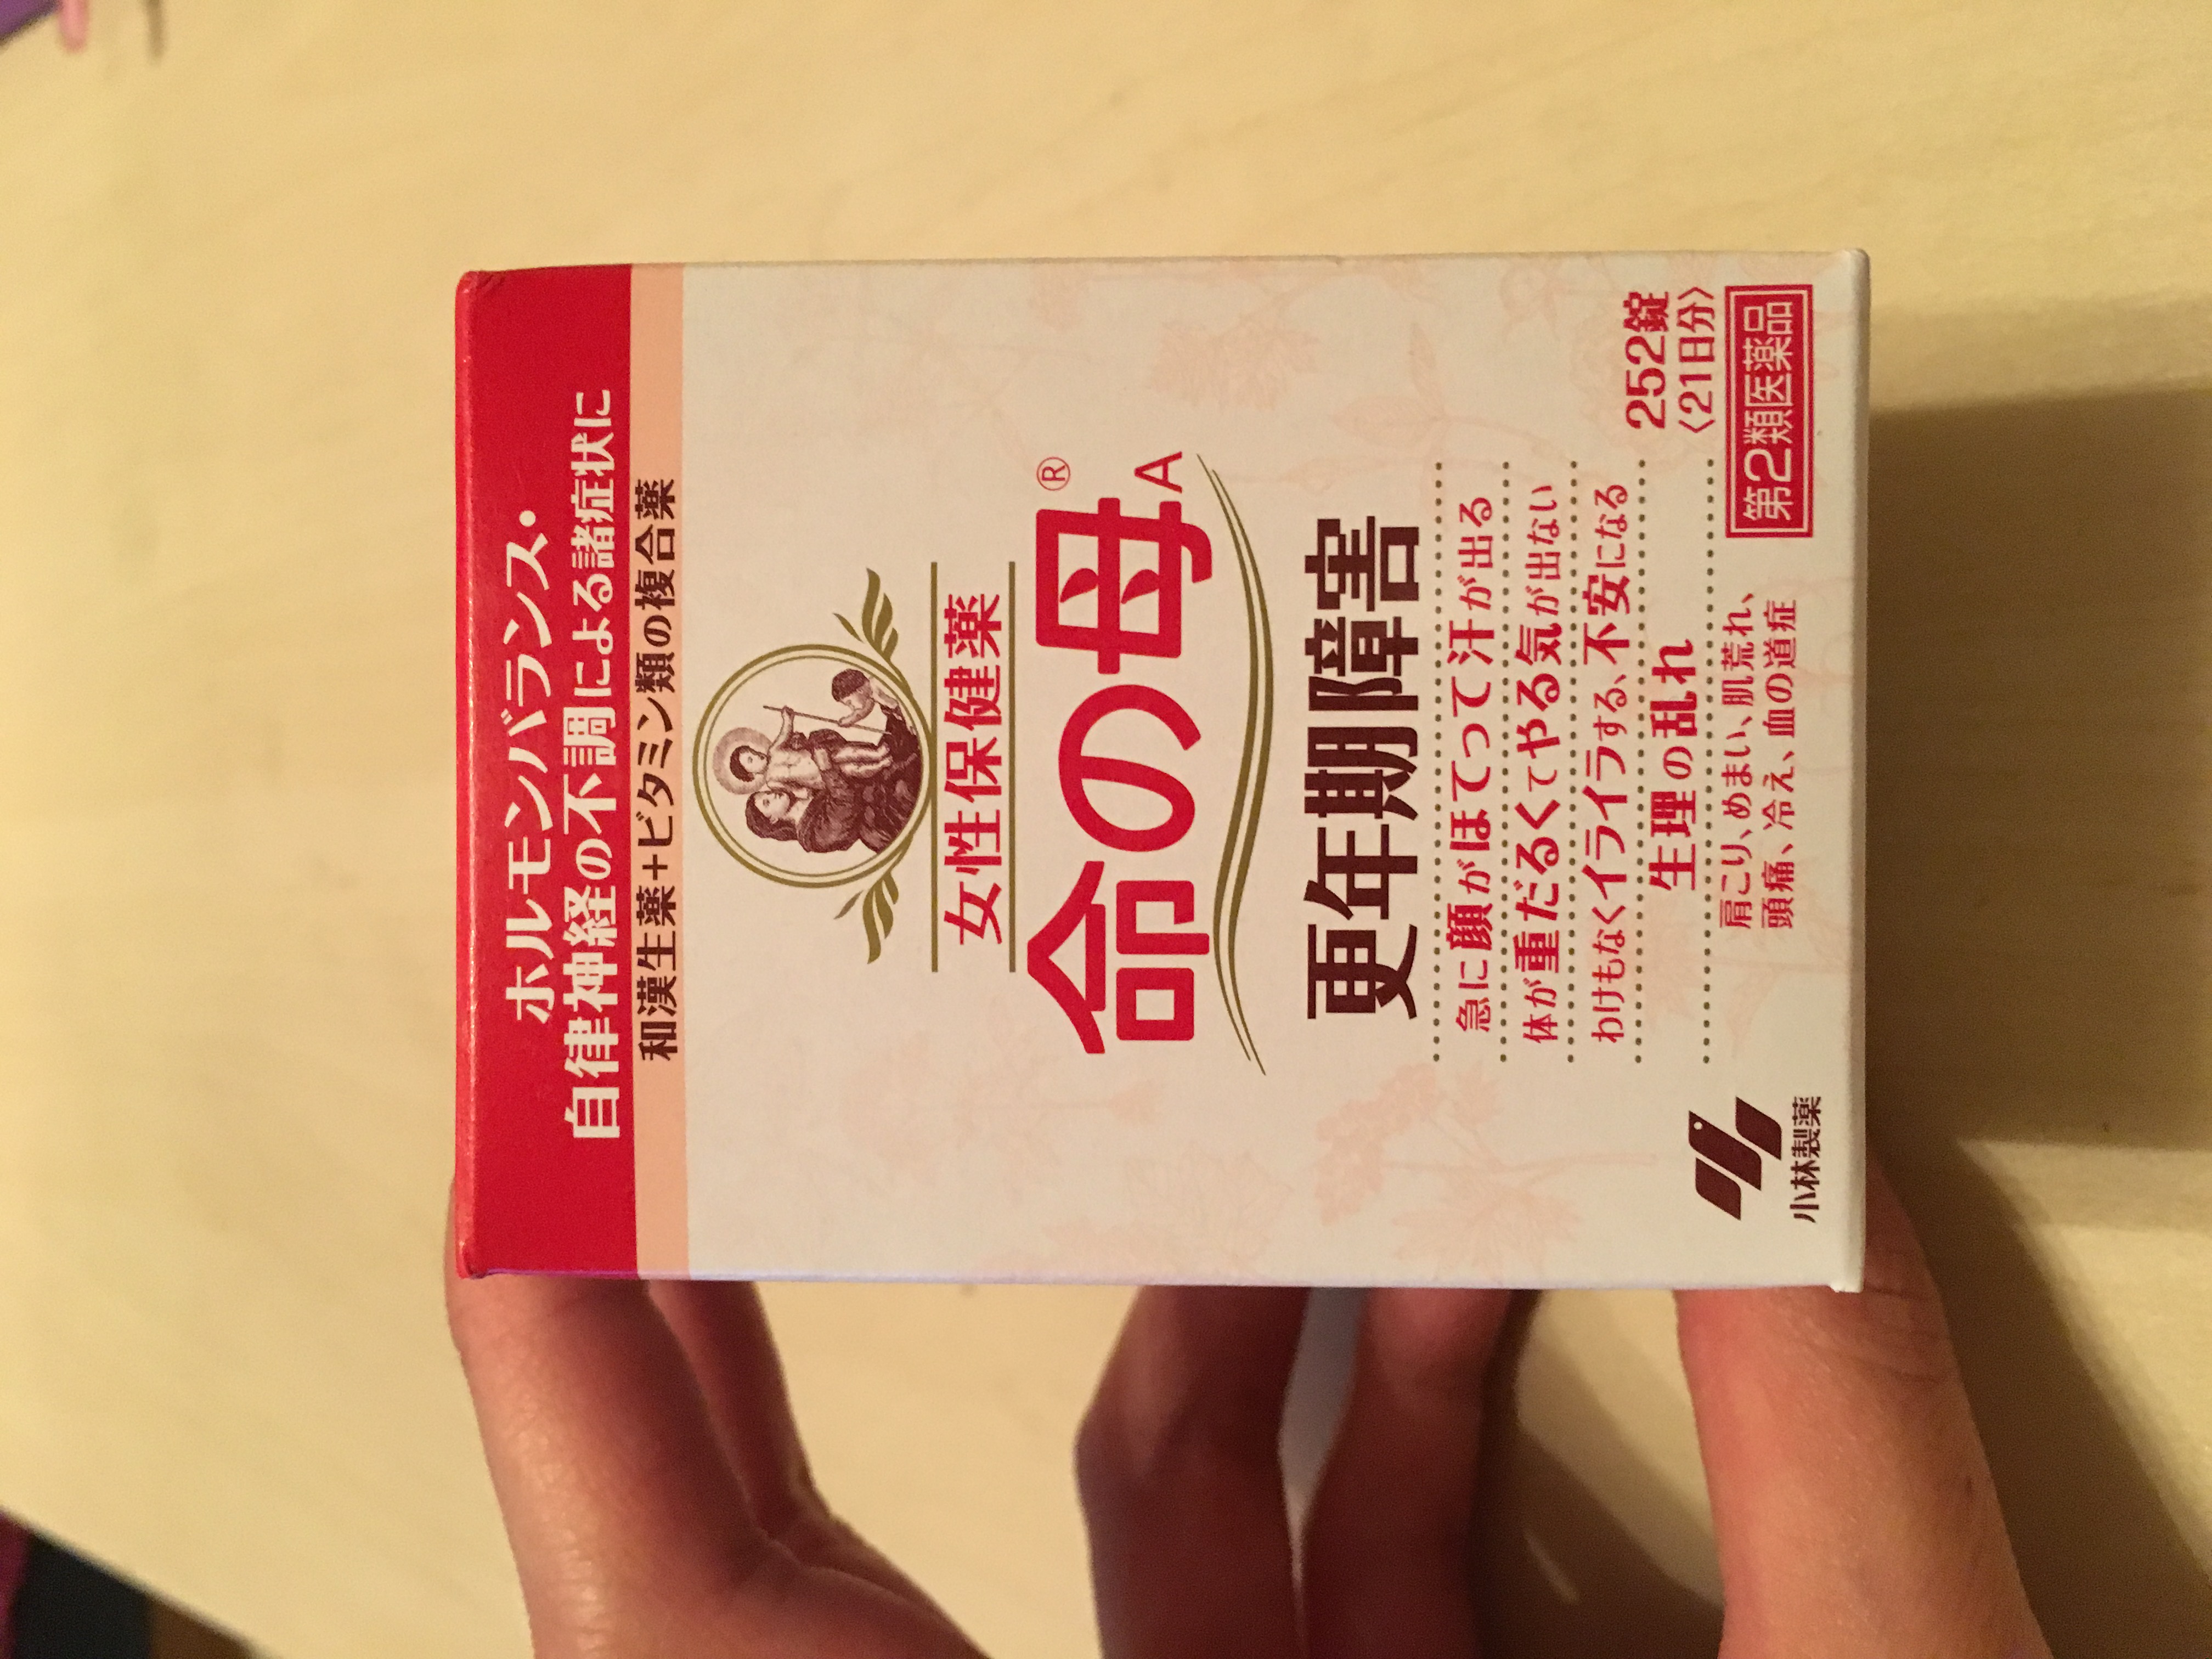 ホルモンバランス・
自律神経の不調による諸症状に
和漢生薬+ビタミン類の複合薬
女性保健薬
命の母®A
更年期障害
急に顔がほてって汗が出る
体が重だるくてやる気が出ない
わけもなくイライラする、不安になる
生理の乱れ
肩こり、めまい、肌荒れ、
頭痛、冷え、血の道症
小林製薬
252錠
〈21日分〉
第2類医薬品